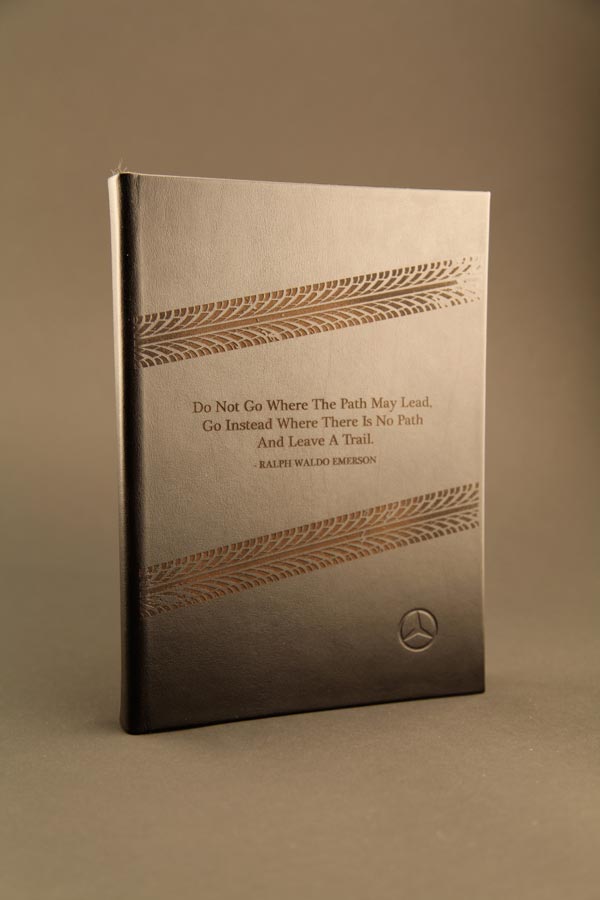 Do Not Go Where The Path May Lead,
Go Instead Where There Is No Path
And Leave A Trail.
- RALPH WALDO EMERSON